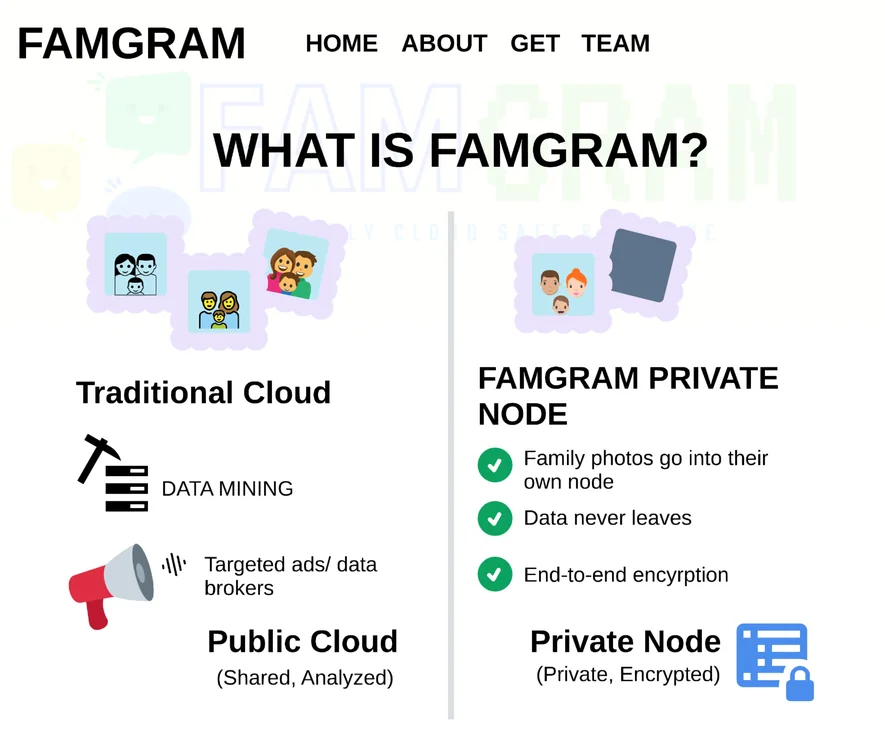 FAMGRAM
HOME ABOUT GET TEAM
FAMGRAM
WHAT IS FAMGRAM?
Traditional Cloud
DATA MINING
Targeted ads/ data
brokers
Public Cloud
(Shared, Analyzed)
FAMGRAM PRIVATE
NODE
Family photos go into their
own node
Data never leaves
End-to-end encyrption
Private Node
(Private, Encrypted)